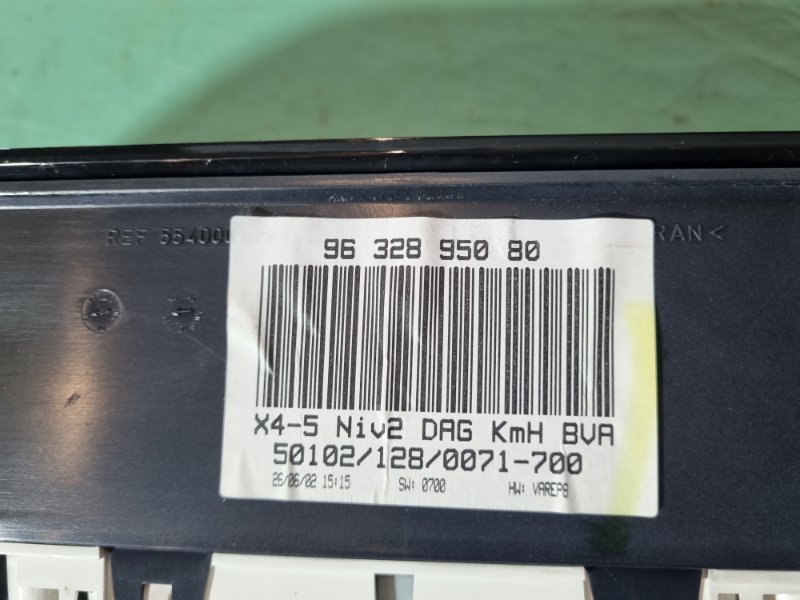 REF 554000
RAN<
96 328 950 80
X4-5 Niv2 DAG KmH BVA
50102/128/0071-700
26/06/02 15:15 SW: 0700 HW: VAREP8